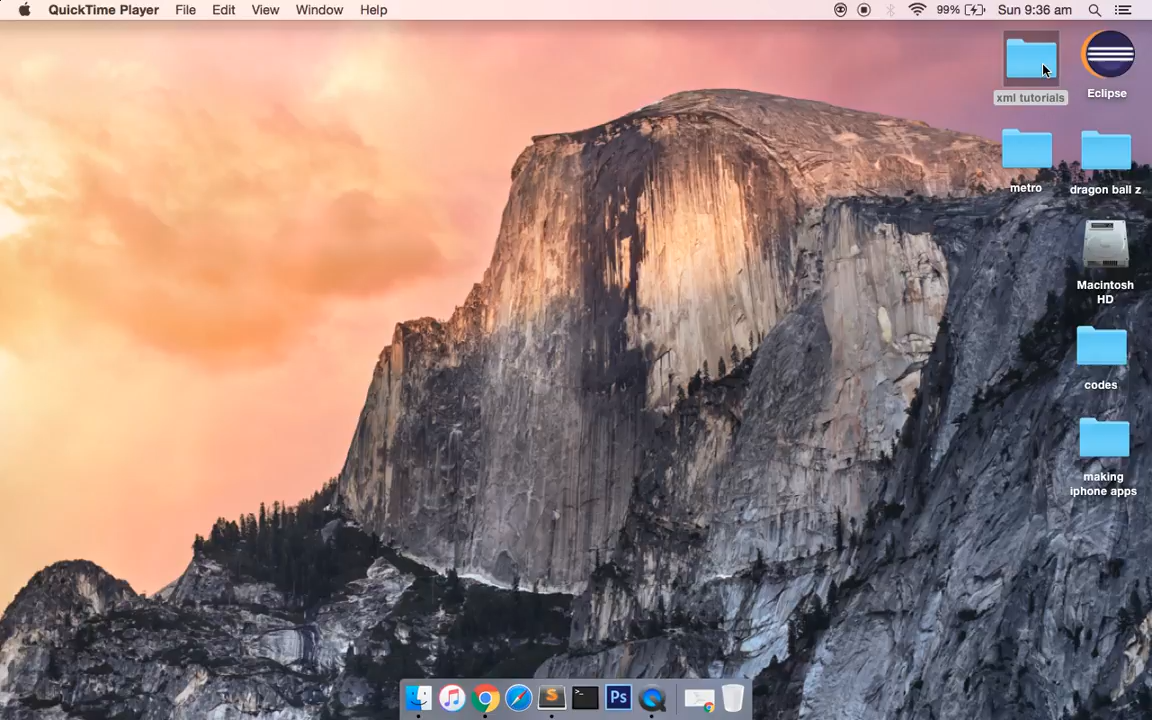 QuickTime Player File Edit View Window Help 99% Sun 9:36 am
xml tutorials
Eclipse
metro
dragon ball z
Macintosh
HD
codes
making
iphone apps
S
>_
Ps